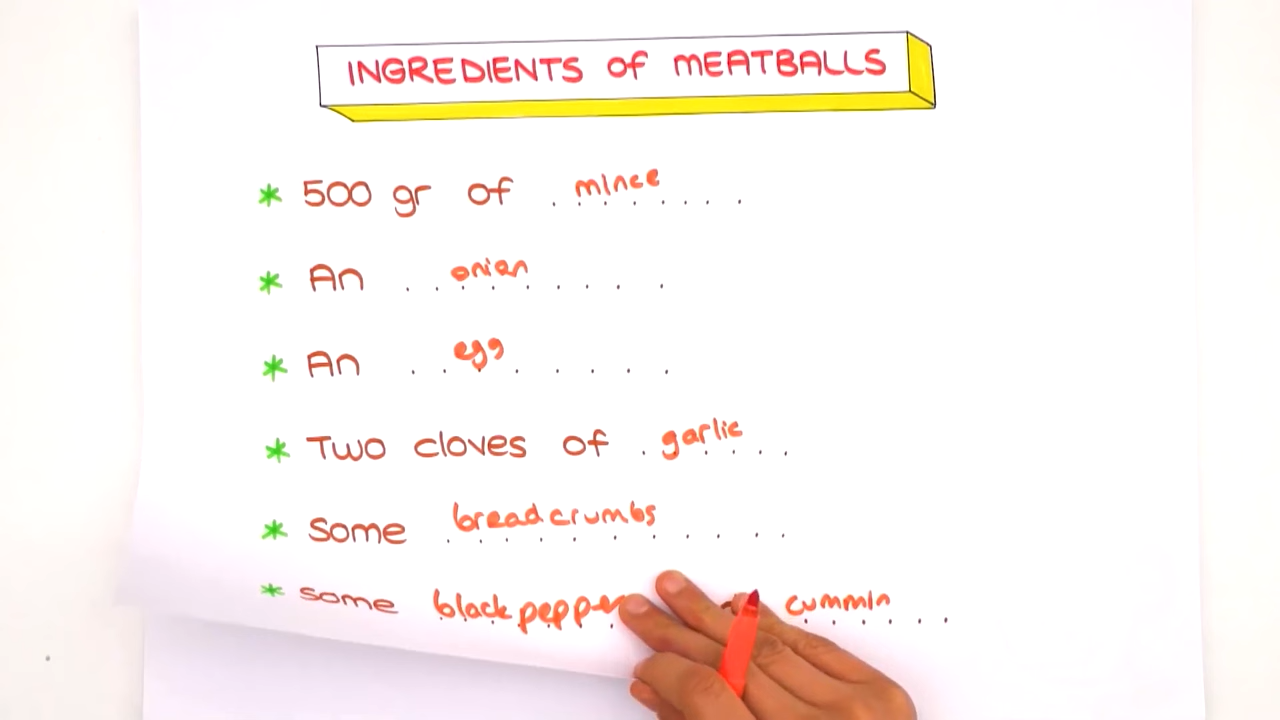 INGREDIENTS of MEATBALLS
* 500 gr of mince
* An onion
* An egg
* Two cloves of garlic
* Some breadcrumbs
* some black pepper cummin